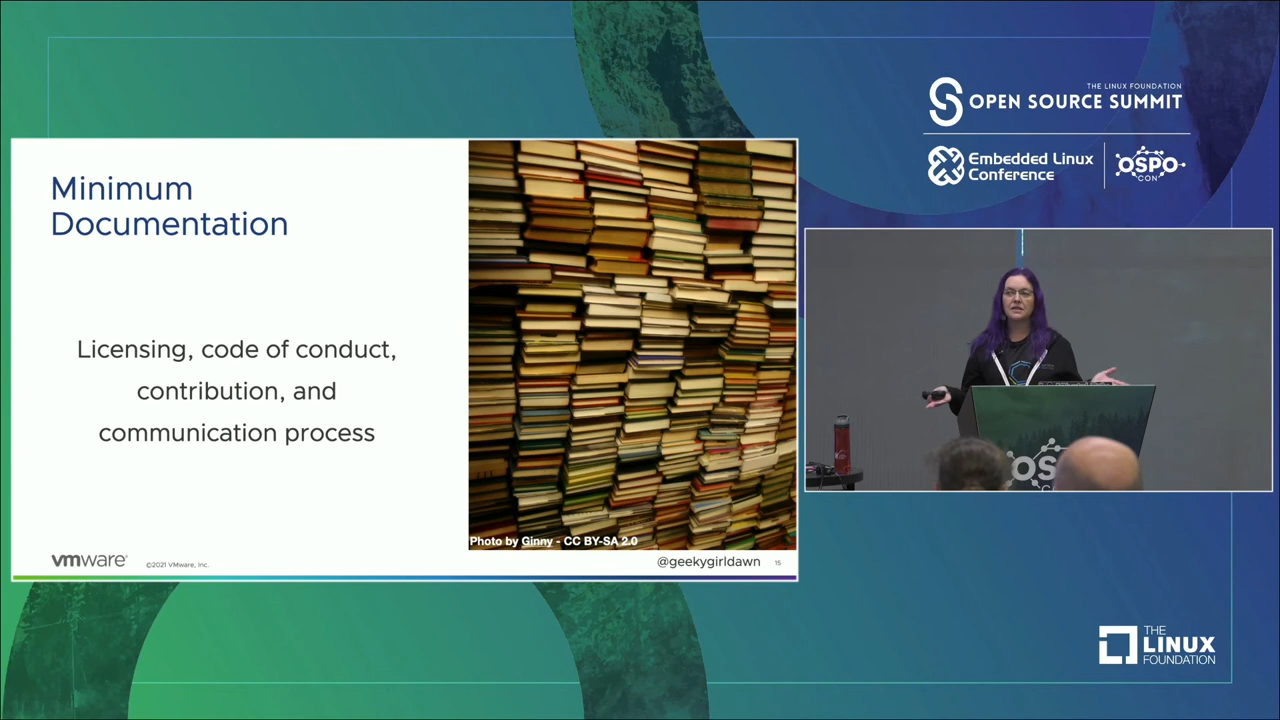 THE LINUX FOUNDATION
OPEN SOURCE SUMMIT
Embedded Linux
Conference
OSPO
CON
Minimum
Documentation
Licensing, code of conduct,
contribution, and
communication process
Photo by Ginny - CC BY-SA 2.0
vmware®
©2021 VMware, Inc.
@geekygirldawn
15
OS
C
THE
LINUX
FOUNDATION